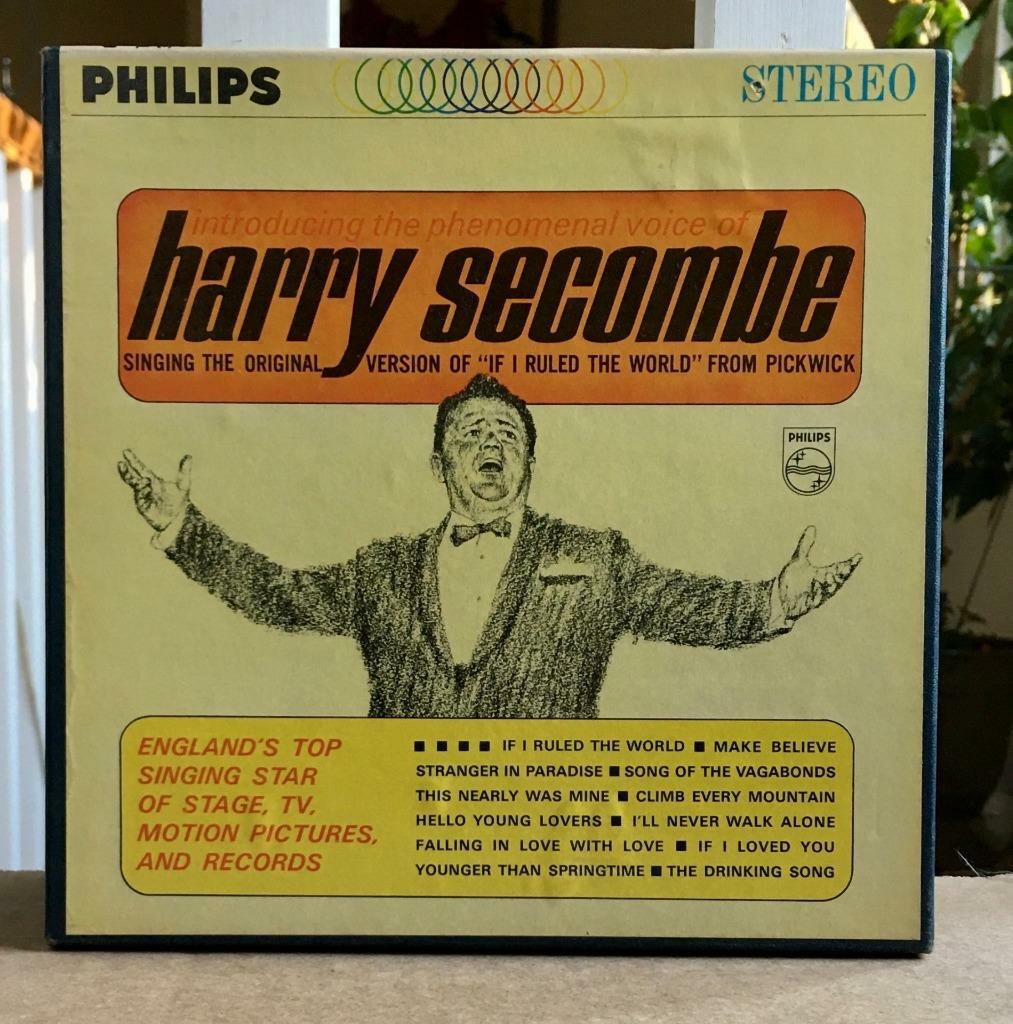 PHILIPS
STEREO
introducing the phenomenal voice of
harry secombe
SINGING THE ORIGINAL VERSION OF "IF I RULED THE WORLD" FROM PICKWICK
PHILIPS
ENGLAND'S TOP
SINGING STAR
OF STAGE, TV,
MOTION PICTURES,
AND RECORDS
■ ■ ■ ■ IF I RULED THE WORLD ■ MAKE BELIEVE
STRANGER IN PARADISE ■ SONG OF THE VAGABONDS
THIS NEARLY WAS MINE ■ CLIMB EVERY MOUNTAIN
HELLO YOUNG LOVERS ■ I'LL NEVER WALK ALONE
FALLING IN LOVE WITH LOVE ■ IF I LOVED YOU
YOUNGER THAN SPRINGTIME ■ THE DRINKING SONG